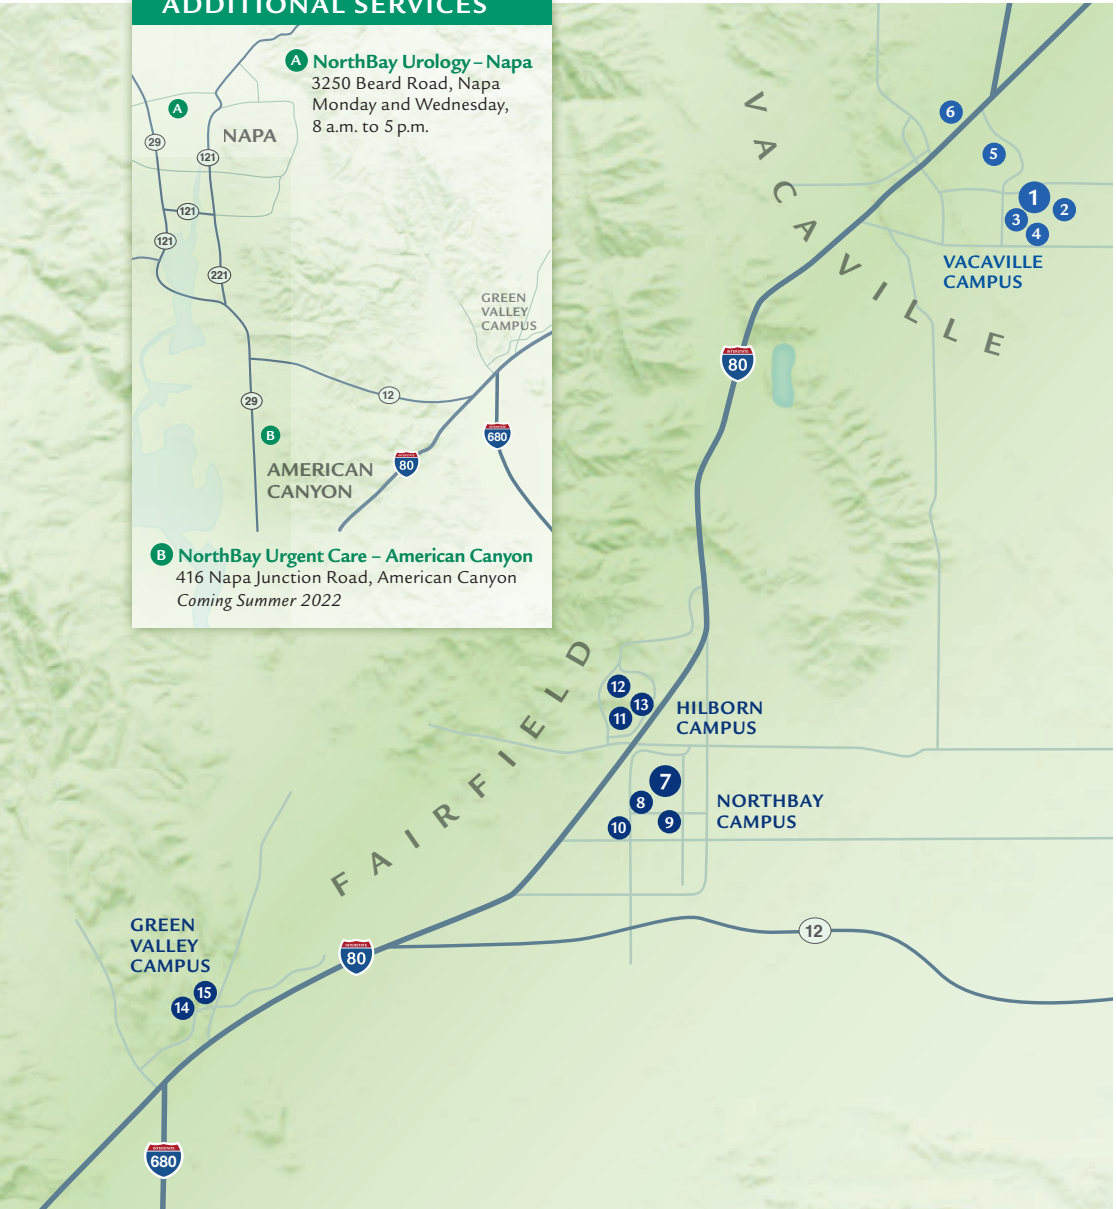 ADDITIONAL SERVICES
A NorthBay Urology – Napa
3250 Beard Road, Napa
Monday and Wednesday,
8 a.m. to 5 p.m.
A
NAPA
29
121
121
121
221
GREEN
VALLEY
CAMPUS
12
29
B
680
80
AMERICAN
CANYON
B NorthBay Urgent Care – American Canyon
416 Napa Junction Road, American Canyon
Coming Summer 2022
VACAVILLE
6
5
1
2
3
4
VACAVILLE
CAMPUS
INTERSTATE
80
FAIRFIELD
12
13
11
HILBORN
CAMPUS
7
8
9
10
NORTHBAY
CAMPUS
GREEN
VALLEY
CAMPUS
15
14
INTERSTATE
80
12
INTERSTATE
680